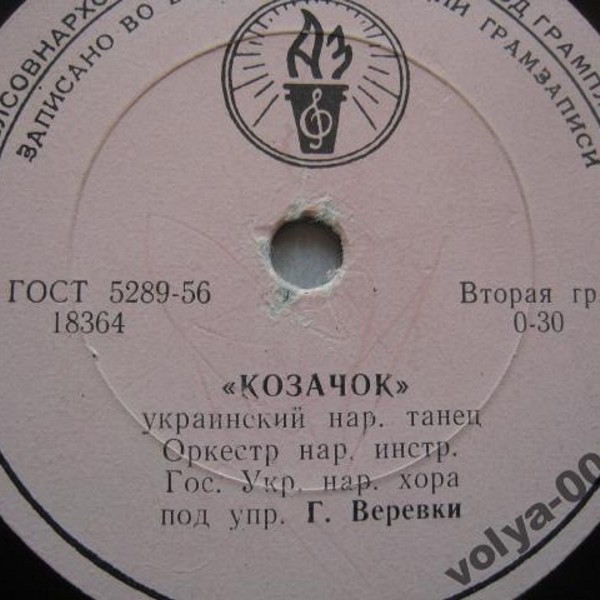 ЗАПИСАНО ВО
ГРАМЗАПИСИ
АЗ
ГОСТ 5289-56
18364
Вторая гр.
0-30
«КОЗАЧОК»
украинский нар. танец
Оркестр нар. инстр.
Гос. Укр. нар. хора
под упр. Г. Веревки
volya-00